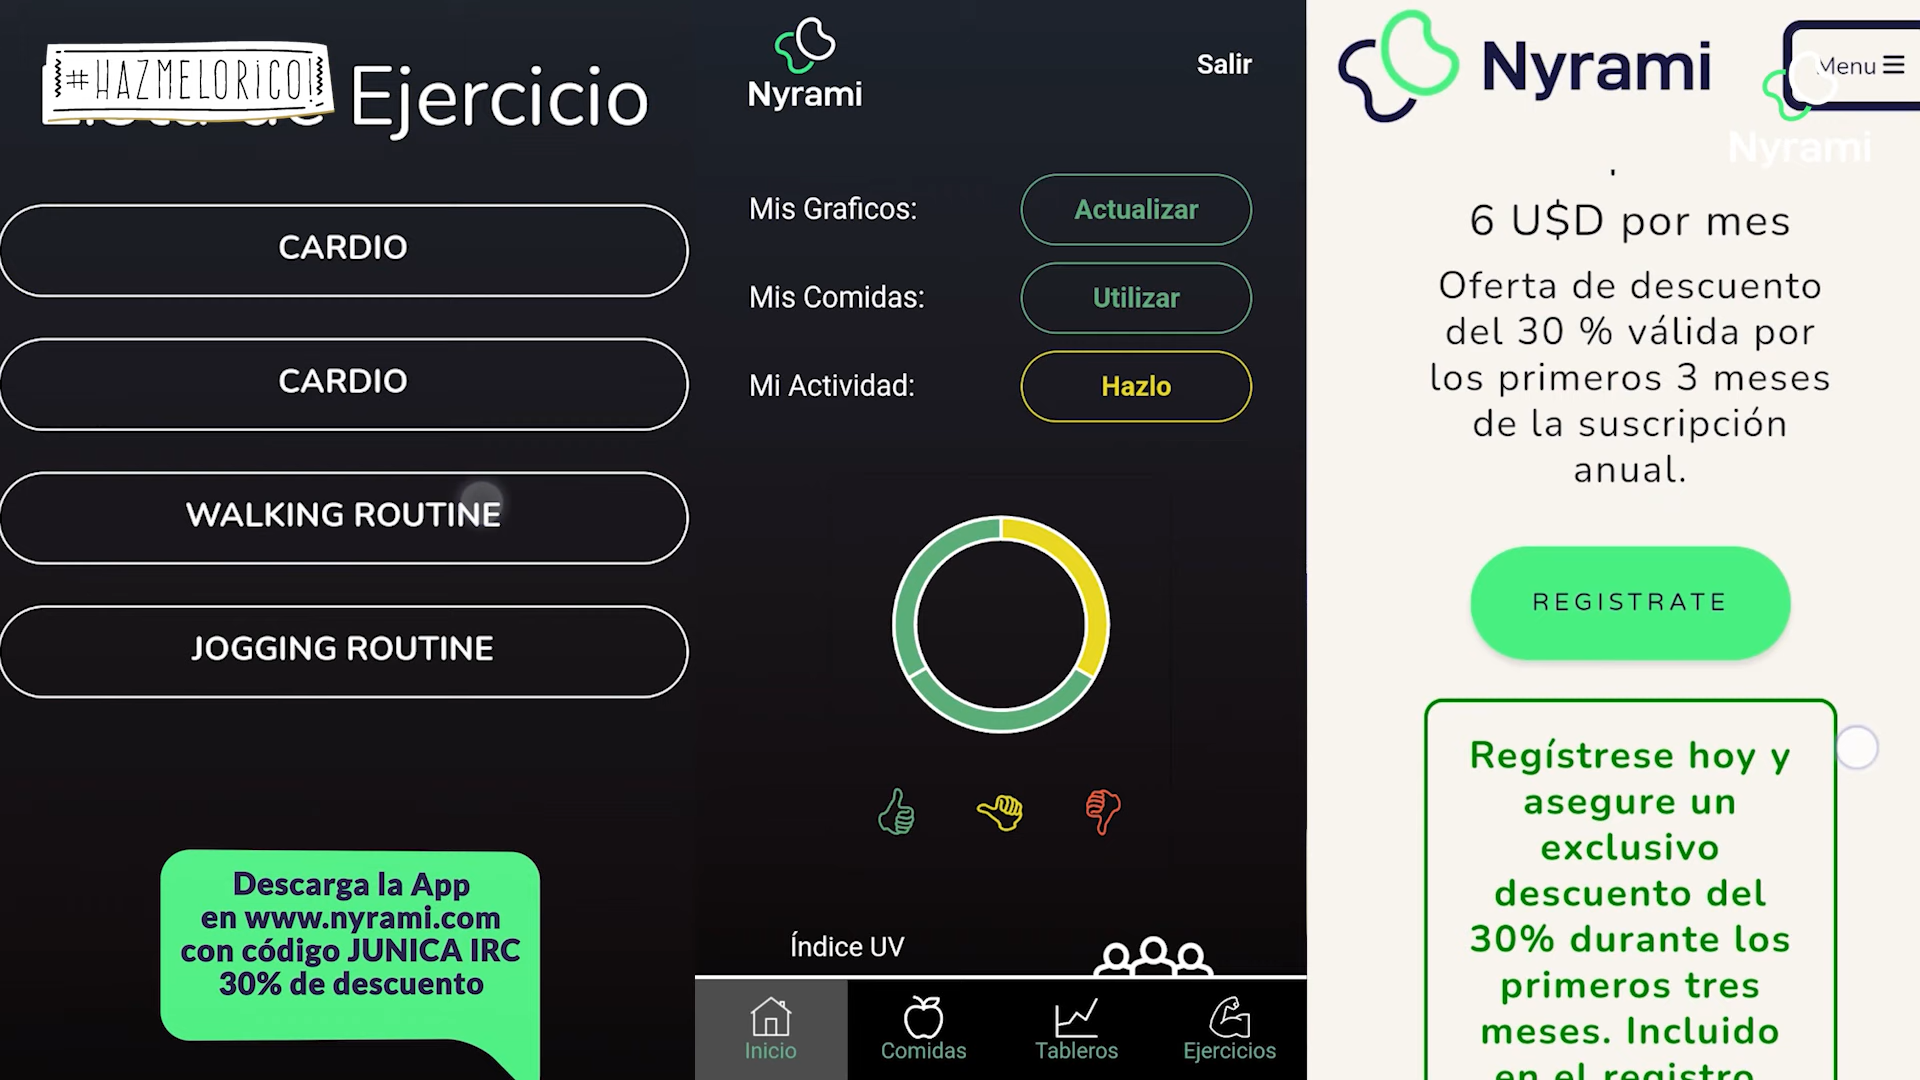 #HAZMELORICO!
Ejercicio
CARDIO
CARDIO
WALKING ROUTINE
JOGGING ROUTINE
Descarga la App
en www.nyrami.com
con código JUNICA IRC
30% de descuento
Nyrami
Salir
Mis Graficos:
Actualizar
Mis Comidas:
Utilizar
Mi Actividad:
Hazlo
Índice UV
Inicio
Comidas
Tableros
Ejercicios
Nyrami
Menu
Nyrami
6 U$D por mes
Oferta de descuento
del 30 % válida por
los primeros 3 meses
de la suscripción
anual.
REGISTRATE
Regístrese hoy y
asegure un
exclusivo
descuento del
30% durante los
primeros tres
meses. Incluido
en el registro